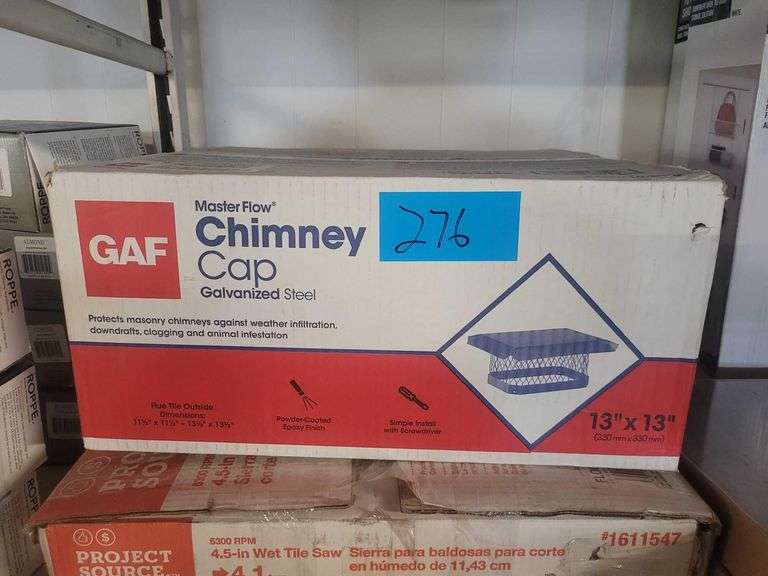 GAF
Master Flow®
Chimney
Cap
Galvanized Steel
276
Protects masonry chimneys against weather infiltration,
downdrafts, clogging and animal infestation
Flue Tile Outside
Dimensions:
Powder-Coated
Epoxy Finish
Simple Install
with Screwdriver
13" x 13"
(330 mm x 330 mm)
ROPPE
ALMOND
ROPPE.
ROPPE.
ROPPE
PROJECT
SOURCE
6300 RPM
4.5-in Wet Tile Saw
Sierra para baldosas para corte
en húmedo de 11,43 cm
#1611547